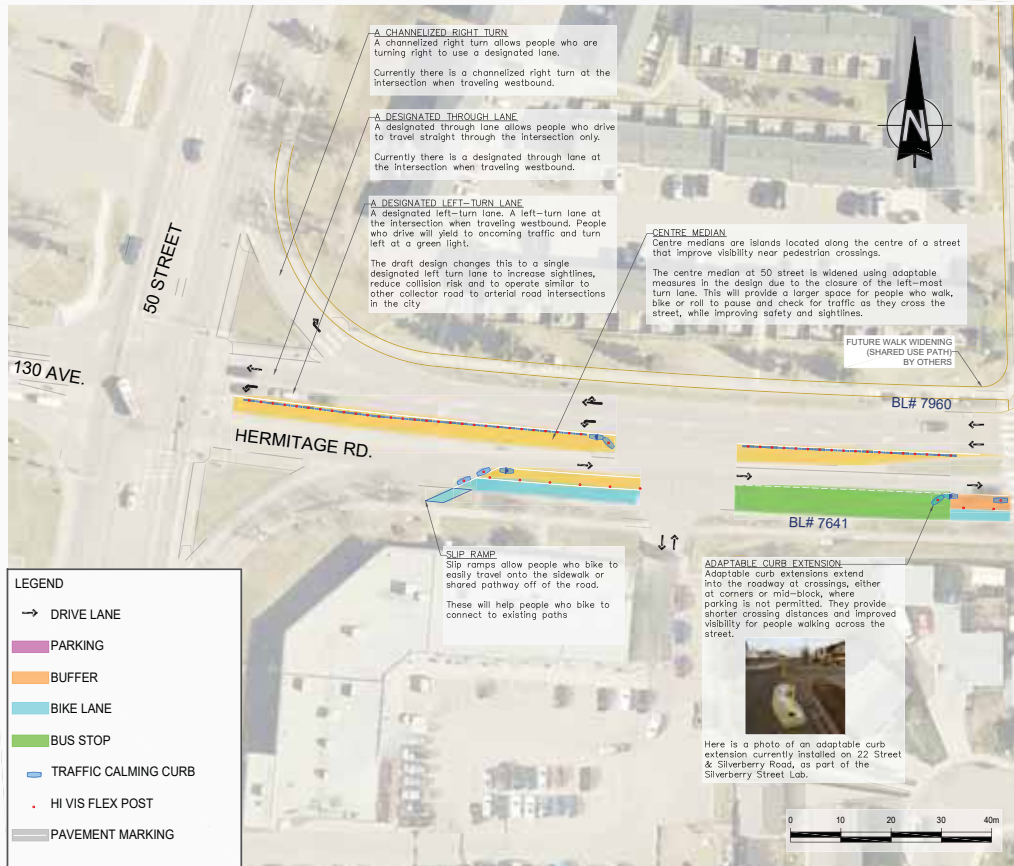 A CHANNELIZED RIGHT TURN
A channelized right turn allows people who are
turning right to use a designated lane.
Currently there is a channelized right turn at the
intersection when traveling westbound.
A DESIGNATED THROUGH LANE
A designated through lane allows people who drive
to travel straight through the intersection only.
Currently there is a designated through lane at
the intersection when traveling westbound.
A DESIGNATED LEFT-TURN LANE
A designated left-turn lane. A left-turn lane at
the intersection when traveling westbound. People
who drive will yield to oncoming traffic and turn
left at a green light.
The draft design changes this to a single
designated left turn lane to increase sightlines,
reduce collision risk and to operate similar to
other collector road to arterial road intersections
in the city
N
CENTRE MEDIAN
Centre medians are islands located along the centre of a street
that improve visibility near pedestrian crossings.
The centre median at 50 street is widened using adaptable
measures in the design due to the closure of the left-most
turn lane. This will provide a larger space for people who walk,
bike or roll to pause and check for traffic as they cross the
street, while improving safety and sightlines.
FUTURE WALK WIDENING
(SHARED USE PATH)
BY OTHERS
50 STREET
130 AVE.
HERMITAGE RD.
BL# 7960
BL# 7641
SLIP RAMP
Slip ramps allow people who bike to
easily travel onto the sidewalk or
shared pathway off of the road.
These will help people who bike to
connect to existing paths
ADAPTABLE CURB EXTENSION
Adaptable curb extensions extend
into the roadway at crossings, either
at corners or mid-block, where
parking is not permitted. They provide
shorter crossing distances and improved
visibility for people walking across the
street.
Here is a photo of an adaptable curb
extension currently installed on 22 Street
& Silverberry Road, as part of the
Silverberry Street Lab.
LEGEND
DRIVE LANE
PARKING
BUFFER
BIKE LANE
BUS STOP
TRAFFIC CALMING CURB
HI VIS FLEX POST
PAVEMENT MARKING
0 10 20 30 40m